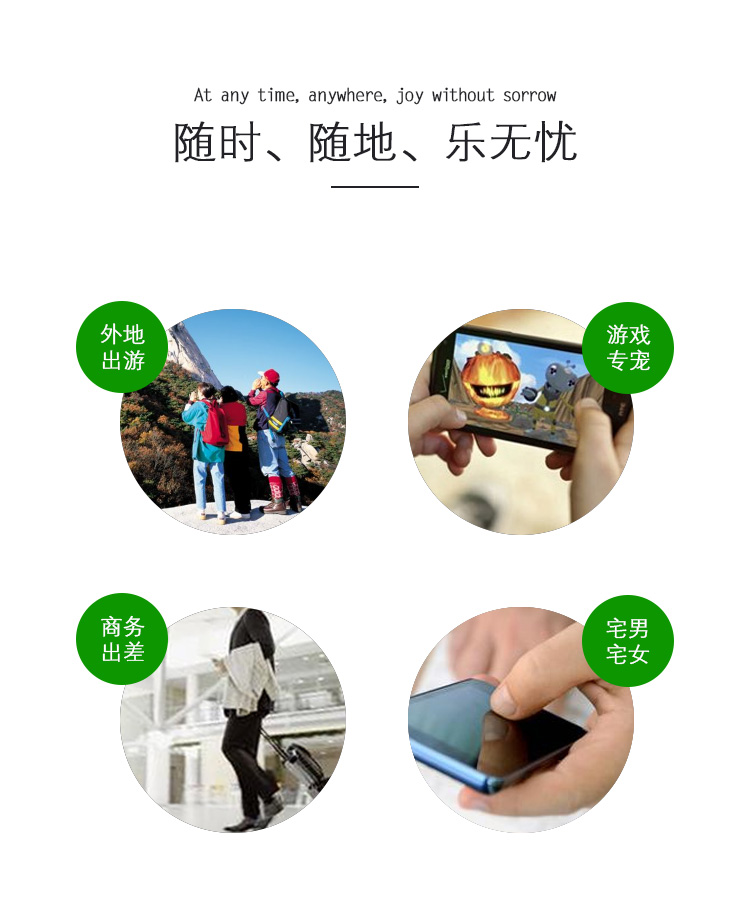 At any time, anywhere, joy without sorrow
随时、随地、乐无忧
外地
出游
游戏
专宠
商务
出差
宅男
宅女